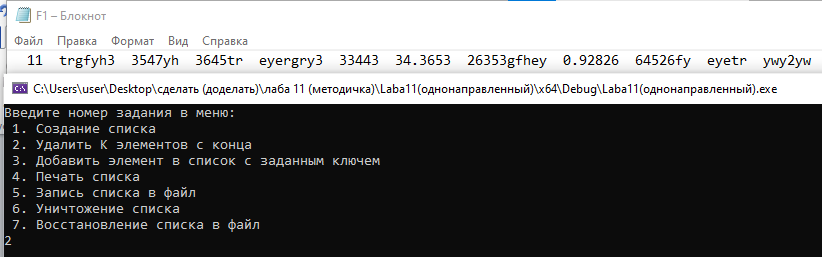 F1 – Блокнот
Файл Правка Формат Вид Справка
11 trgfyh3 3547yh 3645tr eyergry3 33443 34.3653 26353gfhey 0.92826 64526fy eyetr ywy2yw
C:\Users\user\Desktop\сделать (доделать)\лаба 11 (методичка)\Laba11(однонаправленный)\x64\Debug\Laba11(однонаправленный).exe
Введите номер задания в меню:
1. Создание списка
2. Удалить К элементов с конца
3. Добавить элемент в список с заданным ключем
4. Печать списка
5. Запись списка в файл
6. Уничтожение списка
7. Восстановление списка в файл
2